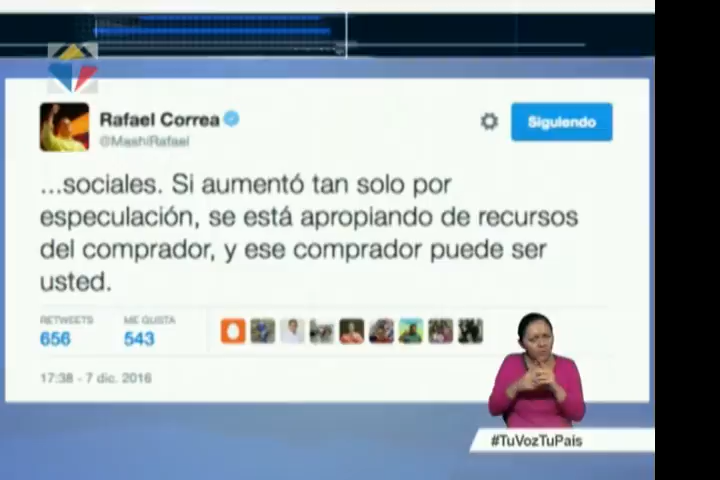 Rafael Correa
@MashiRafael
Siguiendo
...sociales. Si aumentó tan solo por
especulación, se está apropiando de recursos
del comprador, y ese comprador puede ser
usted.
RETWEETS
ME GUSTA
656
543
17:38 - 7 dic. 2016
#TuVozTuPaís